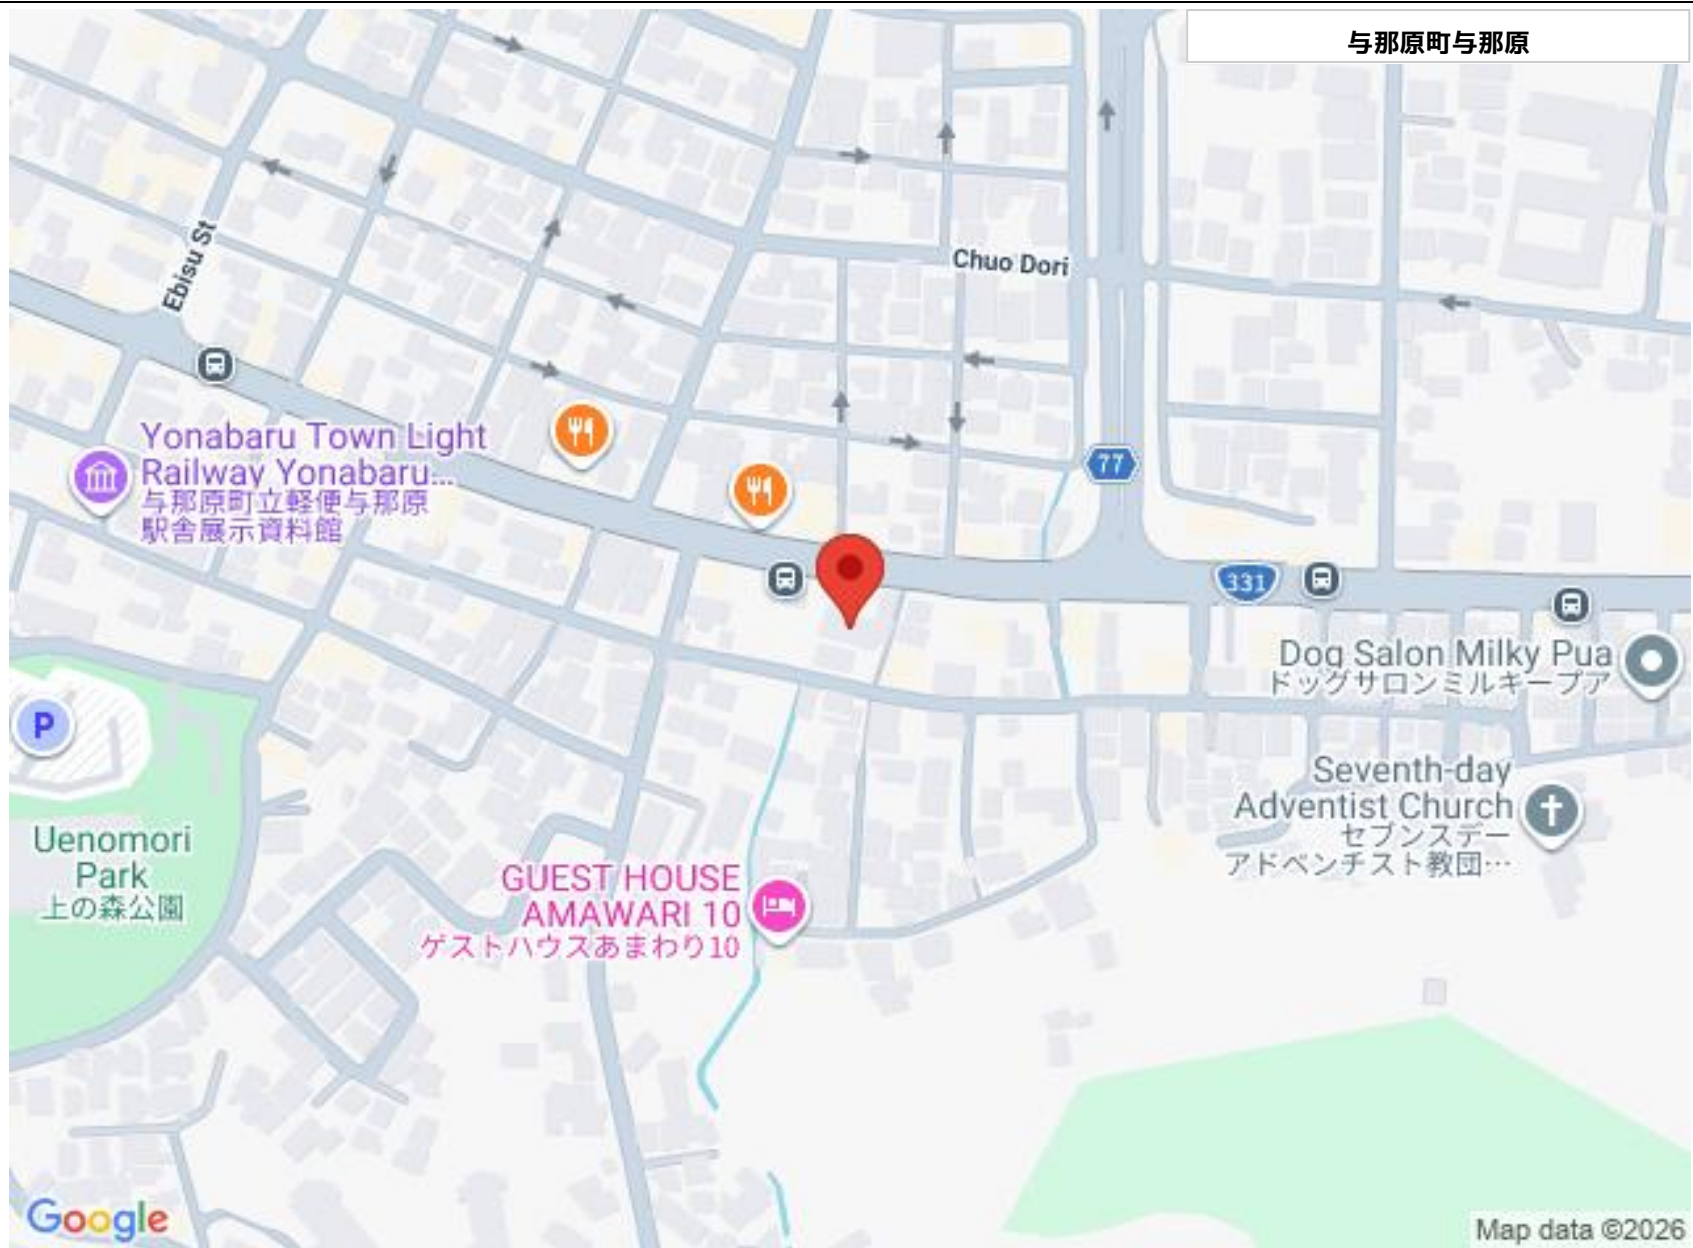 与那原町与那原
Ebisu St
Chuo Dori
Yonabaru Town Light
Railway Yonabaru...
与那原町立軽便与那原
駅舎展示資料館
77
331
Dog Salon Milky Pua
ドッグサロンミルキープア
P
Seventh-day
Adventist Church
セブンスデー
アドベンチスト教団…
Uenomori
Park
上の森公園
GUEST HOUSE
AMAWARI 10
ゲストハウスあまわり10
Google
Map data ©2026